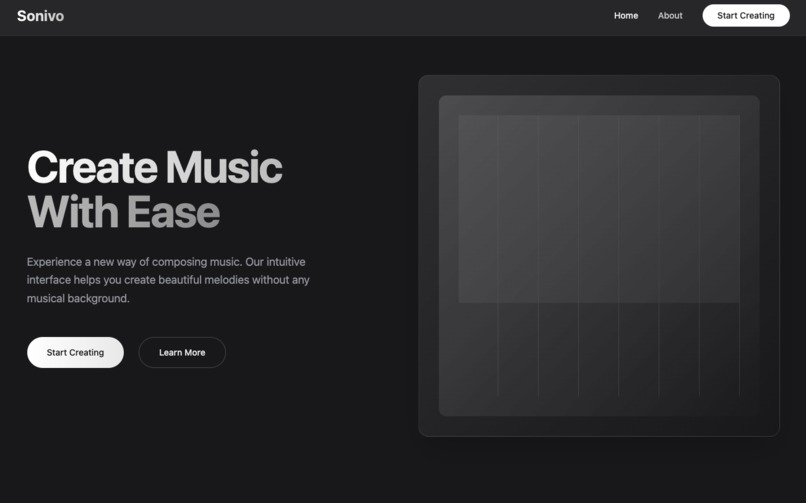 Sonivo
Home
About
Start Creating
Create Music
With Ease
Experience a new way of composing music. Our intuitive
interface helps you create beautiful melodies without any
musical background.
Start Creating
Learn More